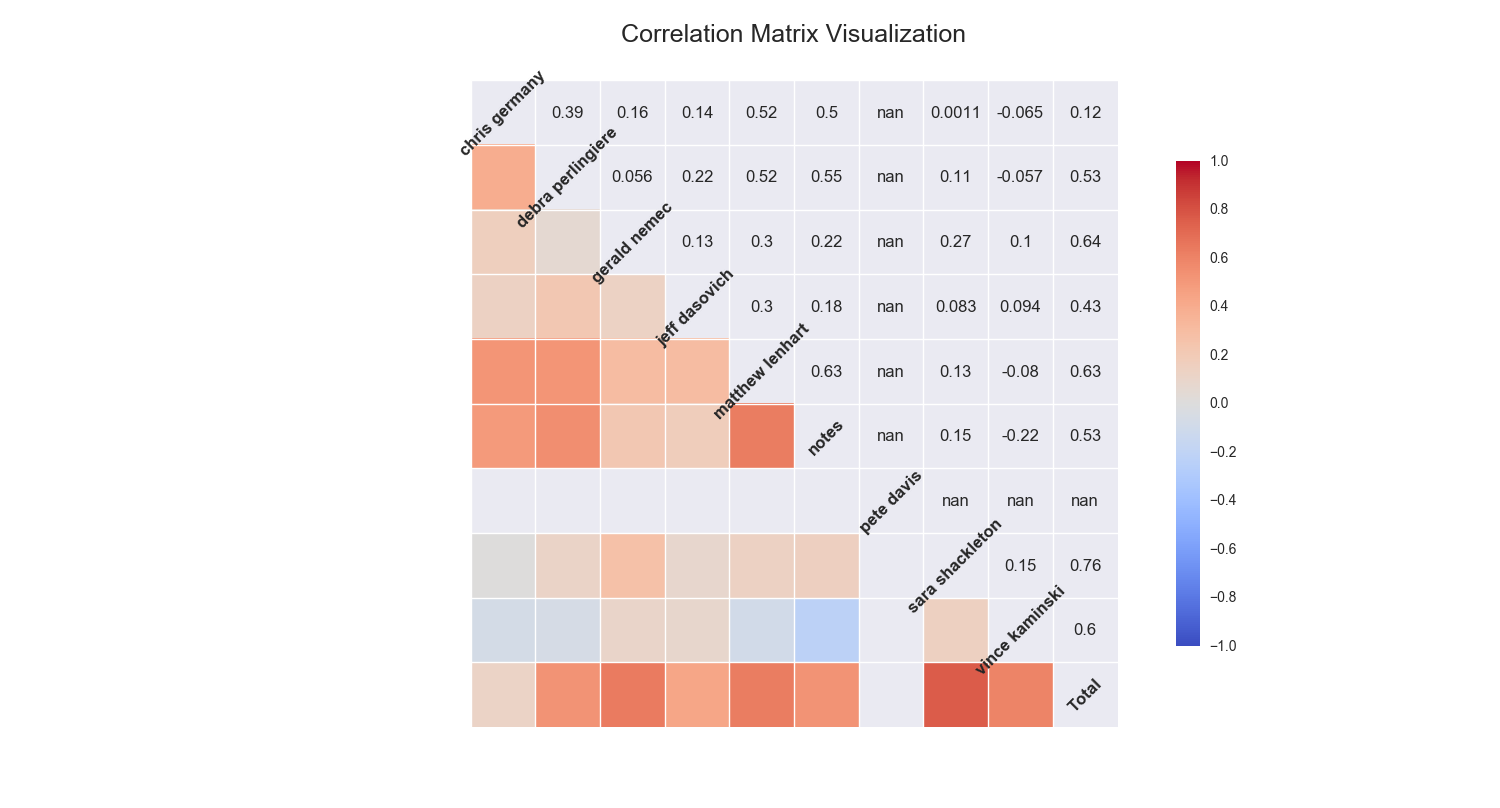 Correlation Matrix Visualization
chris germany 0.39 0.16 0.14 0.52 0.5 nan 0.0011 -0.065 0.12
debra perlingiere 0.056 0.22 0.52 0.55 nan 0.11 -0.057 0.53
gerald nemec 0.13 0.3 0.22 nan 0.27 0.1 0.64
jeff dasovich 0.3 0.18 nan 0.083 0.094 0.43
matthew lenhart 0.63 nan 0.13 -0.08 0.63
notes nan 0.15 -0.22 0.53
pete davis nan nan nan
sara shackleton 0.15 0.76
vince kaminski 0.6
Total
1.0
0.8
0.6
0.4
0.2
0.0
−0.2
−0.4
−0.6
−0.8
−1.0